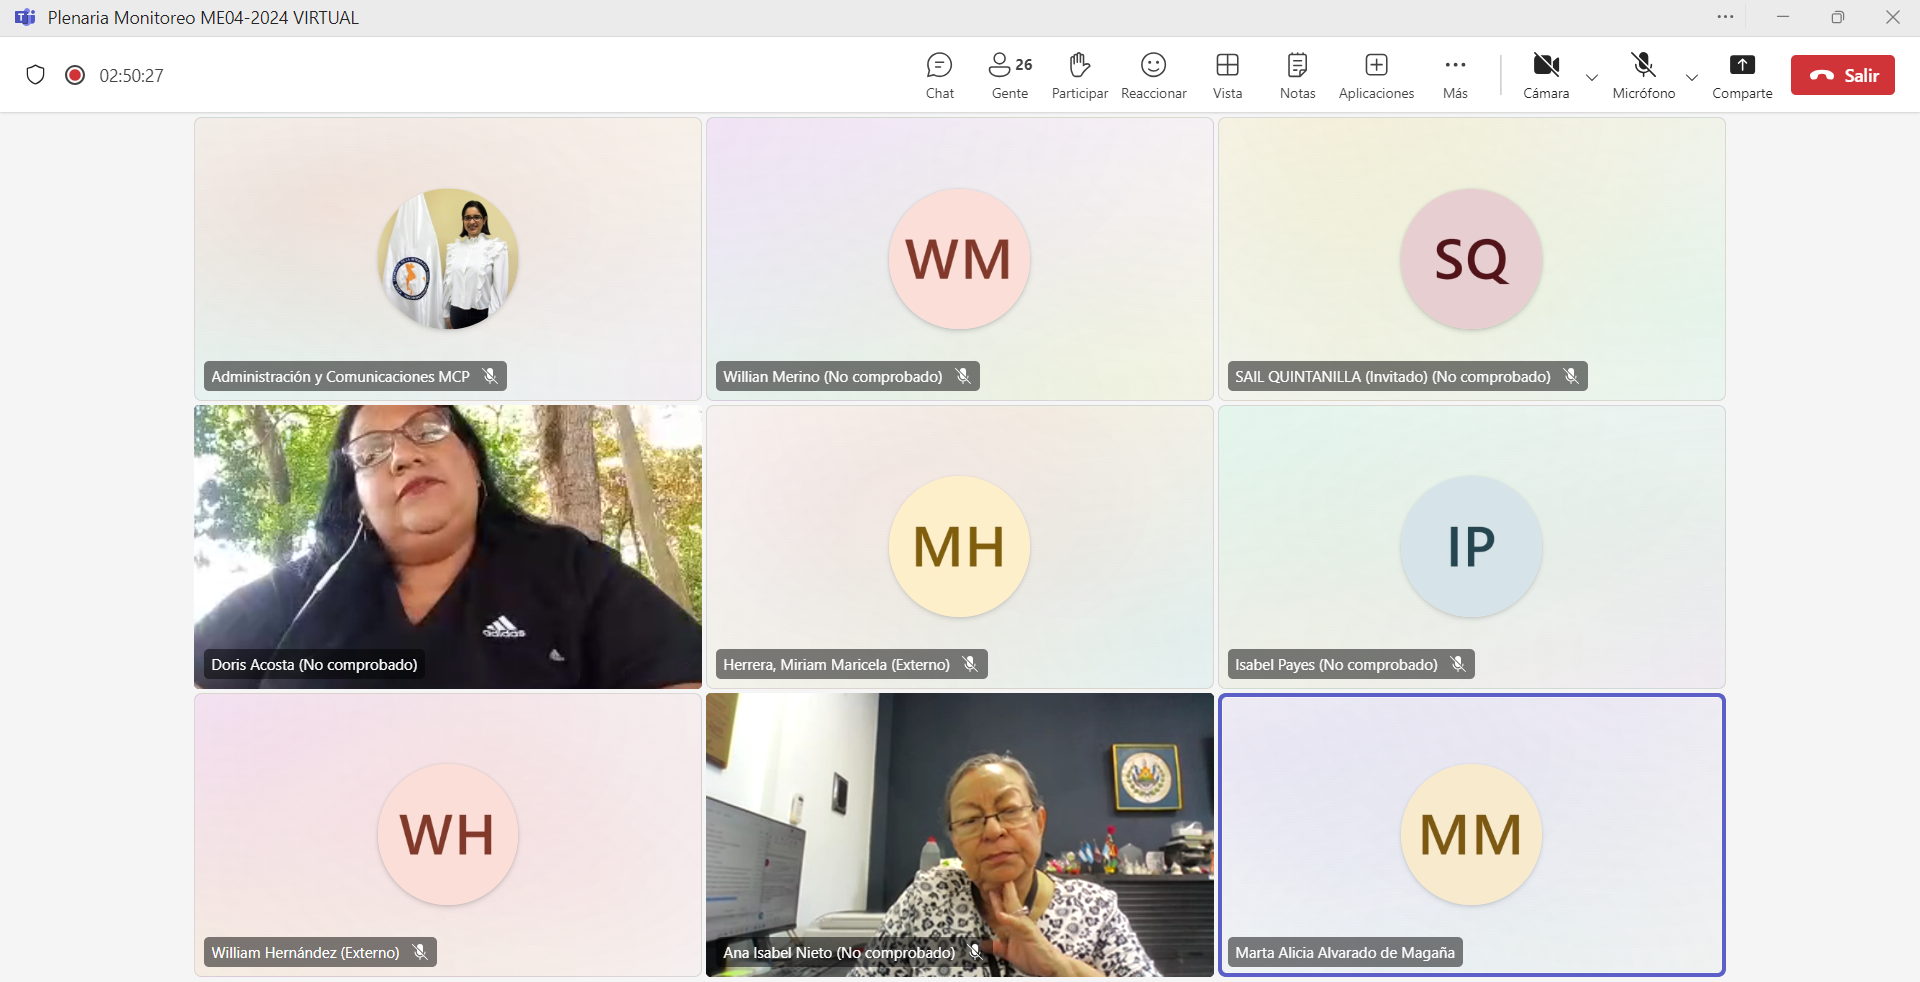 Plenaria Monitoreo ME04-2024 VIRTUAL
02:50:27
Chat
26
Gente
Participar
Reaccionar
Vista
Notas
Aplicaciones
Más
Cámara
Micrófono
Comparte
Salir
Administración y Comunicaciones MCP
WM
Willian Merino (No comprobado)
SQ
SAIL QUINTANILLA (Invitado) (No comprobado)
adidas
Doris Acosta (No comprobado)
MH
Herrera, Miriam Maricela (Externo)
IP
Isabel Payes (No comprobado)
WH
William Hernández (Externo)
Ana Isabel Nieto (No comprobado)
MM
Marta Alicia Alvarado de Magaña